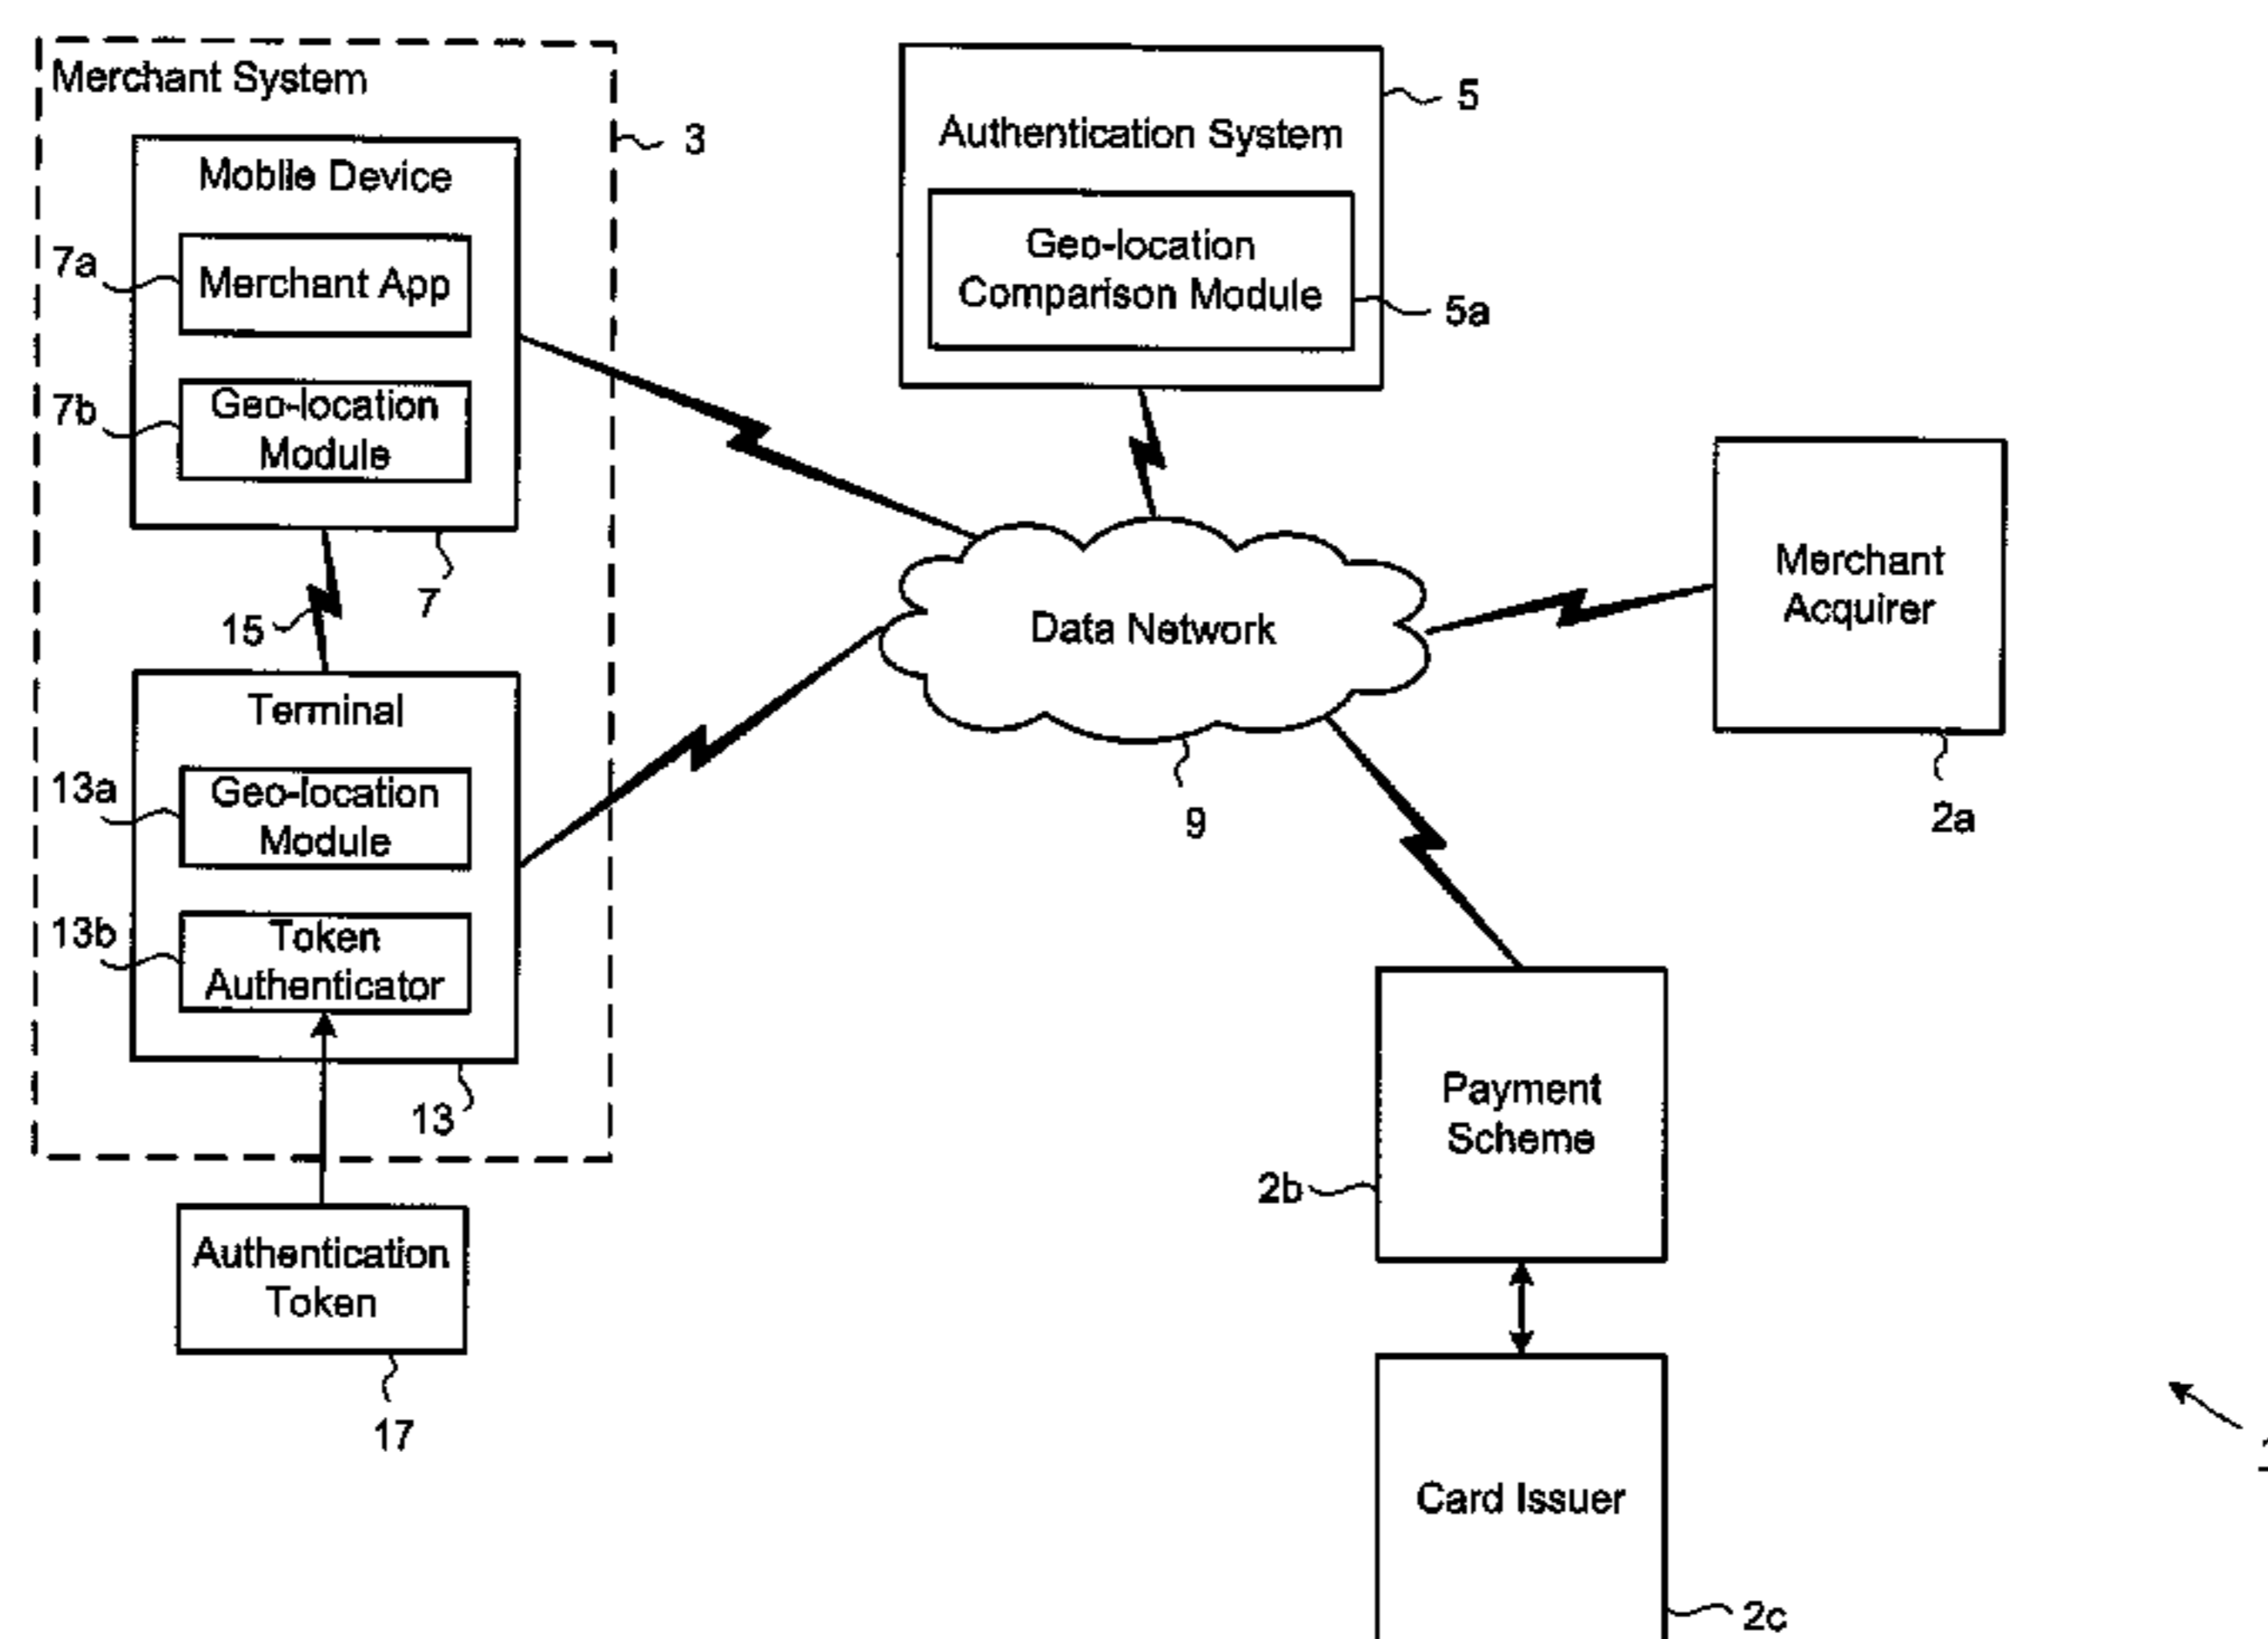 Merchant System
3
Mobile Device
7a
Merchant App
7b
Geo-location
Module
7
15
Terminal
13a
Geo-location
Module
13b
Token
Authenticator
13
Authentication
Token
17
5
Authentication System
Geo-location
Comparison Module
5a
Data Network
9
Merchant
Acquirer
2a
Payment
Scheme
2b
Card Issuer
2c